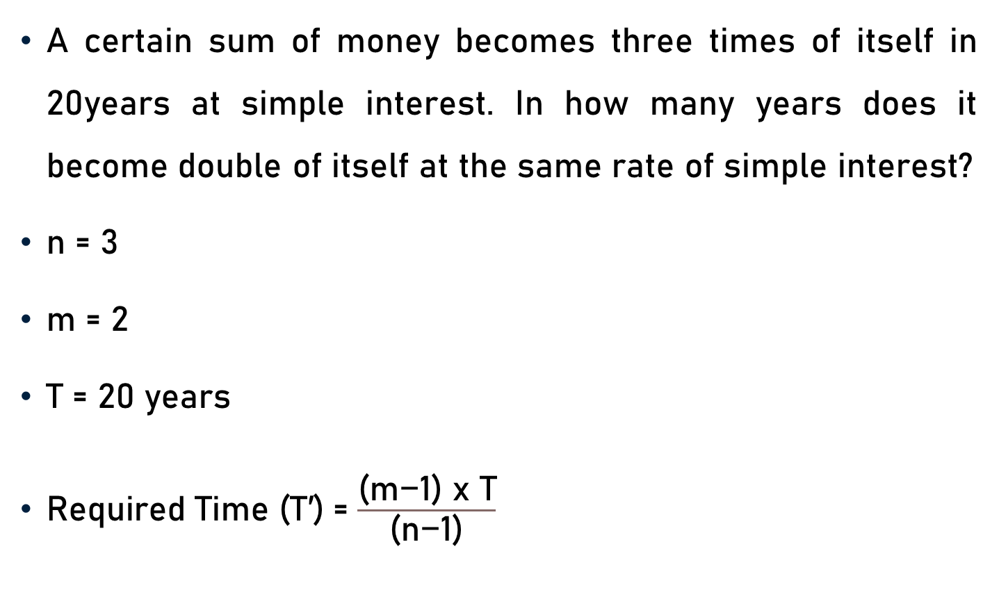 • A certain sum of money becomes three times of itself in
20years at simple interest. In how many years does it
become double of itself at the same rate of simple interest?
• n = 3
• m = 2
• T = 20 years
• Required Time (T′) = (m−1) x T
(n−1)